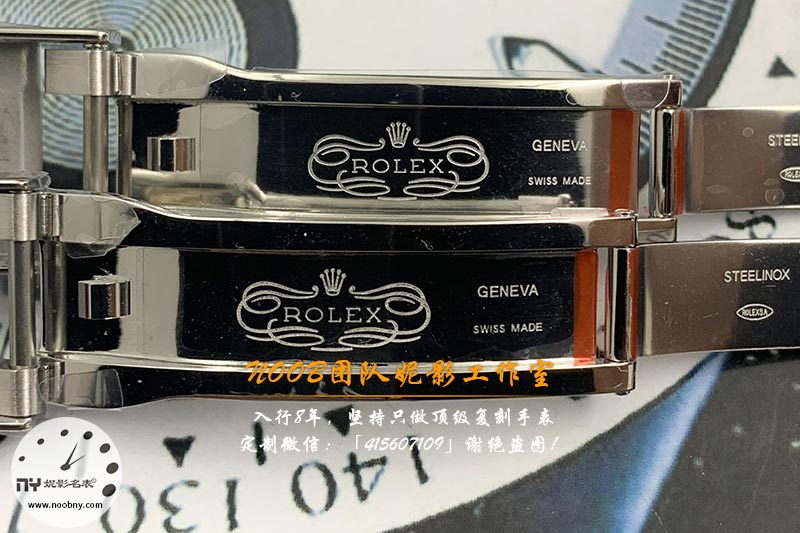 ROLEX
GENEVA
SWISS MADE
ROLEX
GENEVA
SWISS MADE
STEELINOX
ROLEXSA
NOOB团队妮影工作室
入行8年，坚持只做顶级复刻手表
定制微信：「415607109」谢绝盗图！
140 130
NY 妮影名表®
www.noobny.com